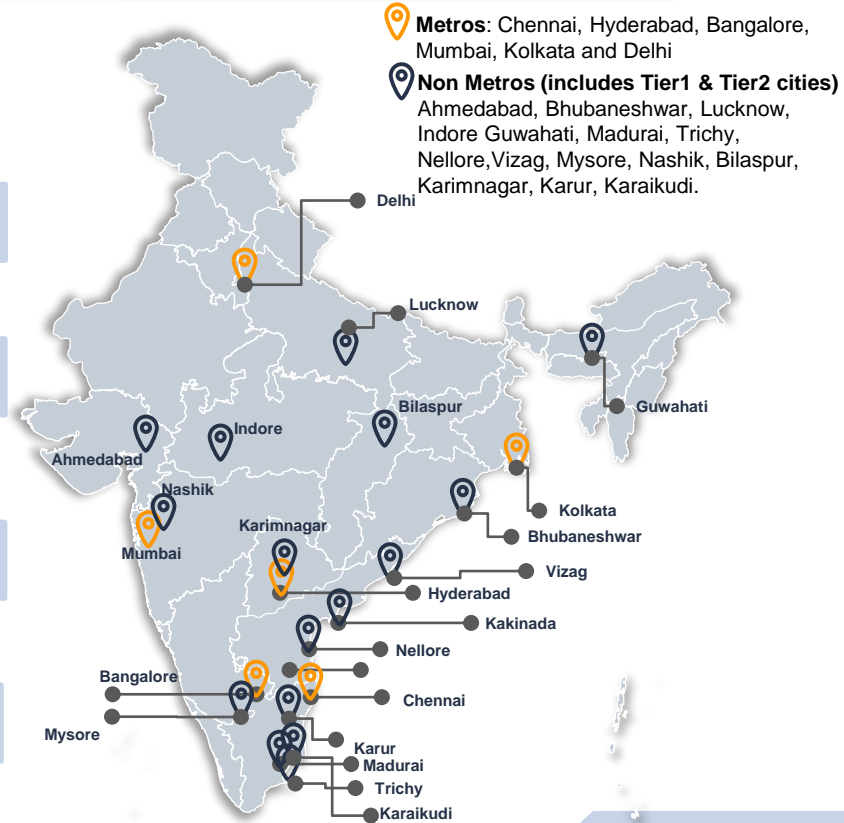 Metros: Chennai, Hyderabad, Bangalore,
Mumbai, Kolkata and Delhi
Non Metros (includes Tier1 & Tier2 cities)
Ahmedabad, Bhubaneshwar, Lucknow,
Indore Guwahati, Madurai, Trichy,
Nellore,Vizag, Mysore, Nashik, Bilaspur,
Karimnagar, Karur, Karaikudi.
Delhi
Lucknow
Guwahati
Bilaspur
Indore
Ahmedabad
Nashik
Kolkata
Karimnagar
Bhubaneshwar
Mumbai
Vizag
Hyderabad
Kakinada
Nellore
Bangalore
Chennai
Mysore
Karur
Madurai
Trichy
Karaikudi